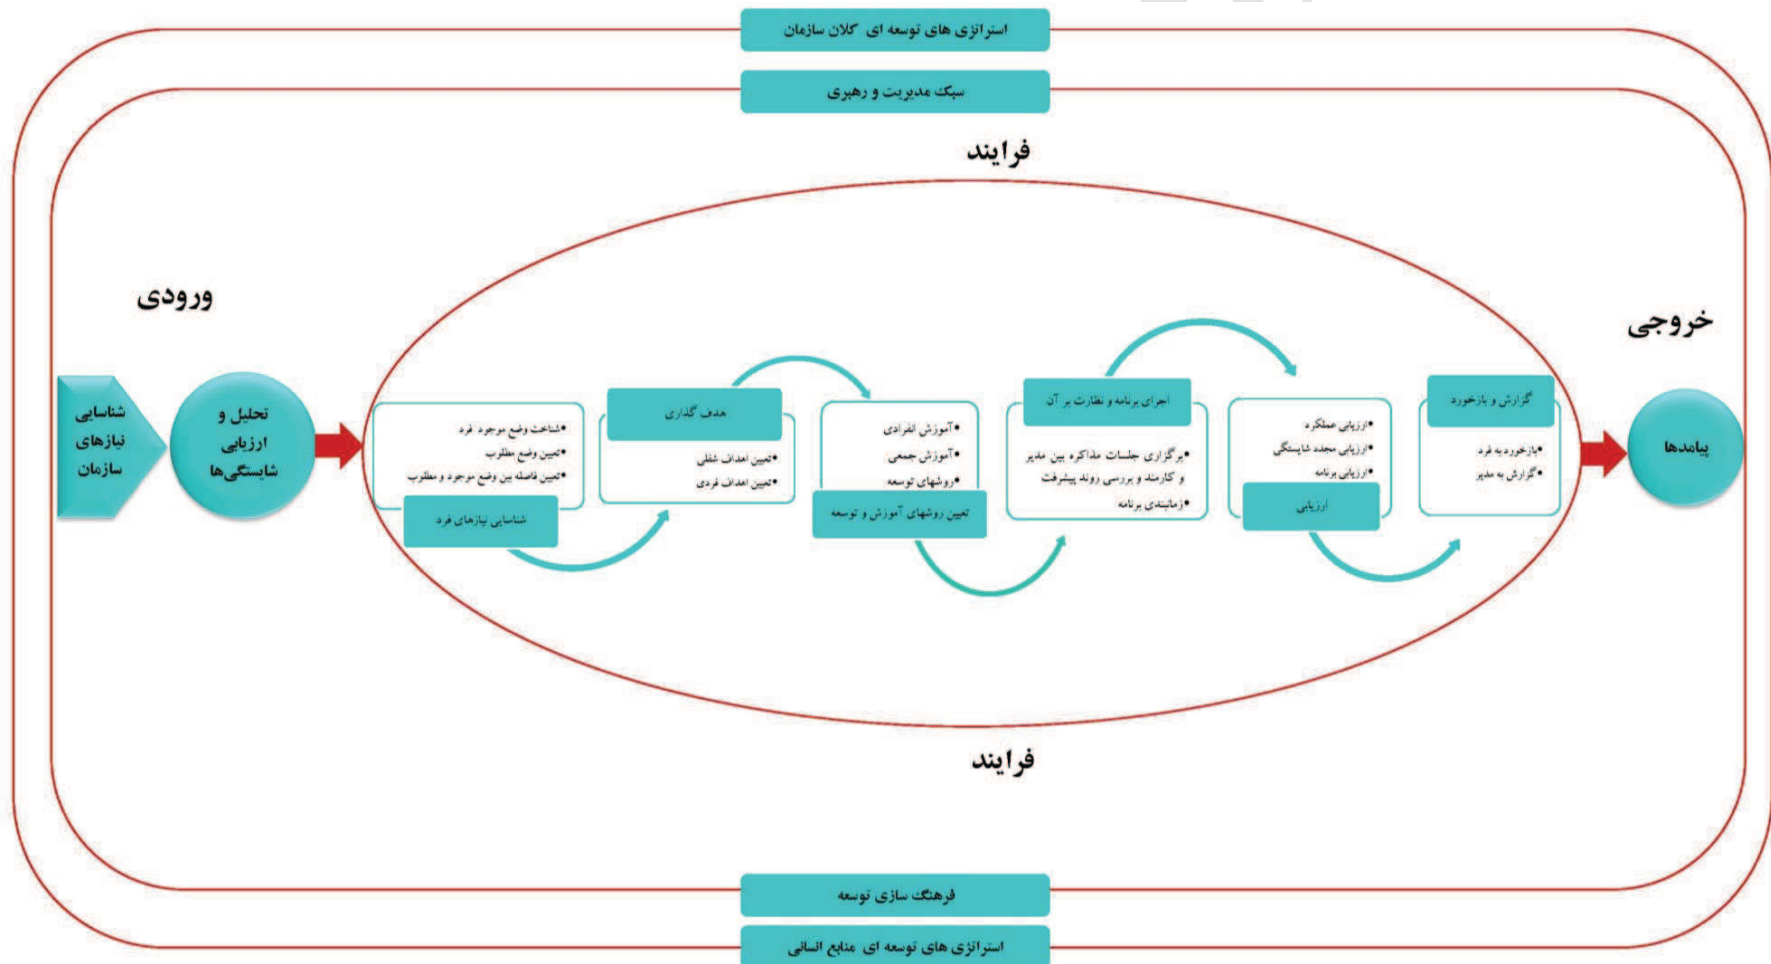 استراتژی های توسعه ای کلان سازمان
سبک مدیریت و رهبری
فرایند
ورودی
شناسایی
نیازهای
سازمان
تحلیل و
ارزیابی
شایستگی‌ها
•شناخت وضع موجود فرد
•تعیین وضع مطلوب
•تعیین فاصله بین وضع موجود و مطلوب
شناسایی نیازهای فرد
هدف گذاری
•تعیین اهداف شغلی
•تعیین اهداف فردی
•آموزش انفرادی
•آموزش جمعی
•روشهای توسعه
تعیین روشهای آموزش و توسعه
اجرای برنامه و نظارت بر آن
•برگزاری جلسات مذاکره بین مدیر
و کارمند و بررسی روند پیشرفت
•زمانبندی برنامه
•ارزیابی عملکرد
•ارزیابی مجدد شایستگی
•ارزیابی برنامه
ارزیابی
گزارش و بازخورد
•بازخورد به فرد
•گزارش به مدیر
خروجی
پیامدها
فرایند
فرهنگ سازی توسعه
استراتژی های توسعه ای منابع انسانی